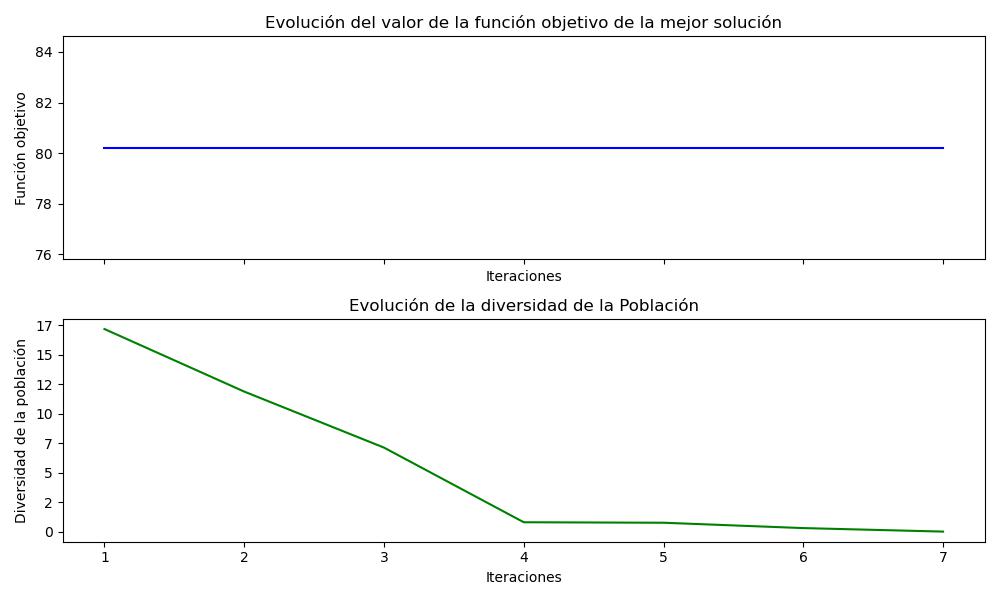 Evolución del valor de la función objetivo de la mejor solución
84
82
80
78
76
Función objetivo
Iteraciones
Evolución de la diversidad de la Población
17
15
12
10
7
5
2
0
Diversidad de la población
1 2 3 4 5 6 7
Iteraciones